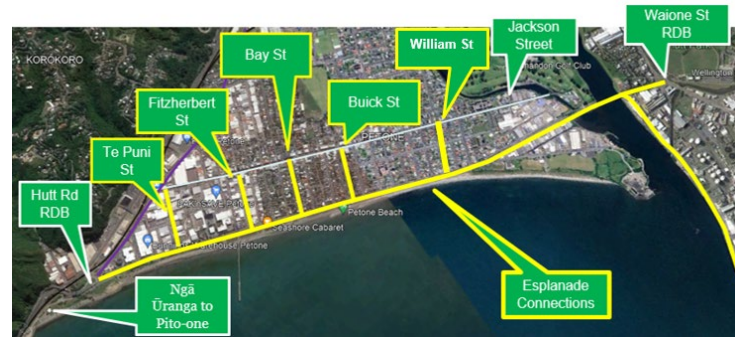 Waione St
RDB
Jackson
Street
William St
Bay St
KOROKORO
Buick St
Fitzherbert
St
Te Puni
St
Hutt Rd
RDB
Petone Beach
Seashore Cabaret
Esplanade
Connections
Ngā
Ūranga to
Pito-one